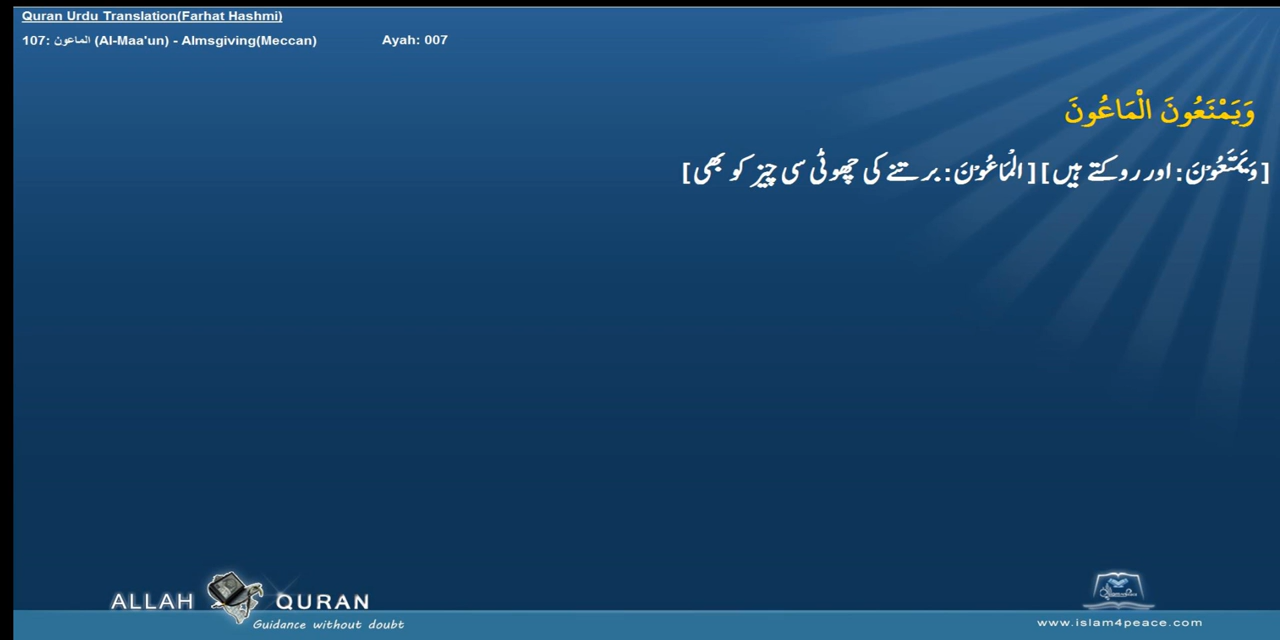 Quran Urdu Translation(Farhat Hashmi)
107: الماعون (Al-Maa'un) - Almsgiving(Meccan) Ayah: 007
وَيَمْنَعُونَ الْمَاعُونَ
[وَيَمْنَعُوْنَ: اور روکتے ہیں] [الْمَاعُوْنَ: برتنے کی چھوٹی سی چیز کو بھی]
ALLAH QURAN
Guidance without doubt
www.islam4peace.com